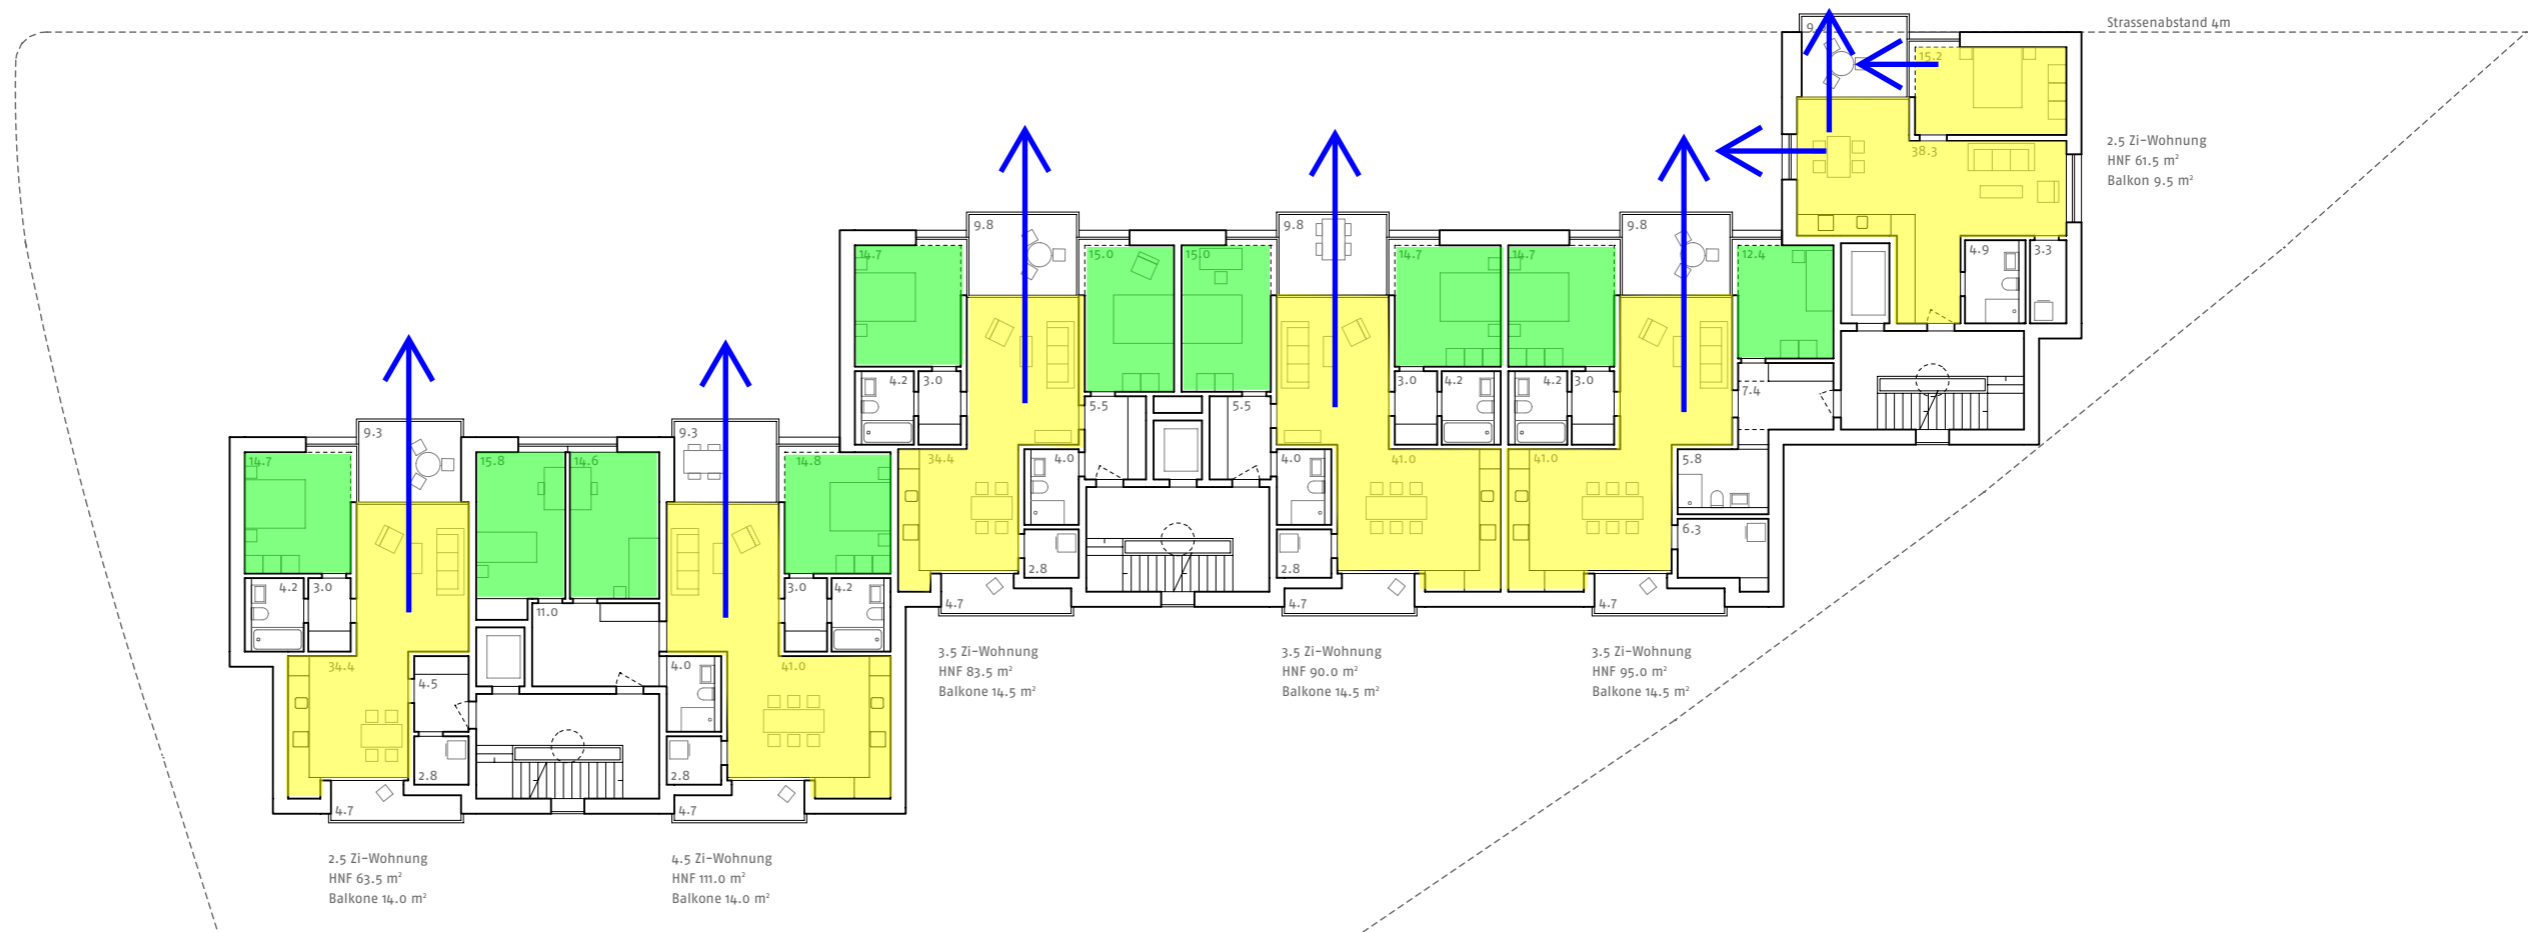 Strassenabstand 4m
9.
15.2
38.3
2.5 Zi-Wohnung
HNF 61.5 m²
Balkon 9.5 m²
4.9
3.3
9.8
9.8
9.8
14.7
15.0
15.0
14.7
14.7
12.4
4.2
3.0
5.5
5.5
3.0
4.2
4.2
3.0
7.4
34.4
4.0
4.0
41.0
41.0
5.8
2.8
2.8
6.3
4.7
4.7
4.7
3.5 Zi-Wohnung
HNF 83.5 m²
Balkone 14.5 m²
3.5 Zi-Wohnung
HNF 90.0 m²
Balkone 14.5 m²
3.5 Zi-Wohnung
HNF 95.0 m²
Balkone 14.5 m²
9.3
9.3
14.7
15.8
14.6
14.8
4.2
3.0
11.0
3.0
4.2
34.4
4.5
4.0
41.0
2.8
2.8
4.7
4.7
2.5 Zi-Wohnung
HNF 63.5 m²
Balkone 14.0 m²
4.5 Zi-Wohnung
HNF 111.0 m²
Balkone 14.0 m²